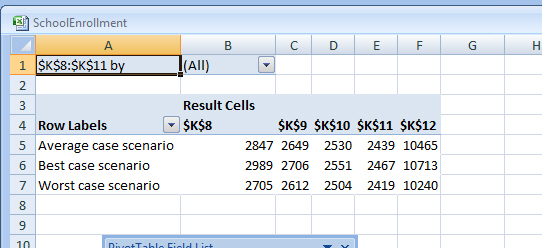 SchoolEnrollment
A B C D E F G H
1 $K$8:$K$11 by (All)
2
3 Result Cells
4 Row Labels $K$8 $K$9 $K$10 $K$11 $K$12
5 Average case scenario 2847 2649 2530 2439 10465
6 Best case scenario 2989 2706 2551 2467 10713
7 Worst case scenario 2705 2612 2504 2419 10240
8
9
10 PivotTable Field List